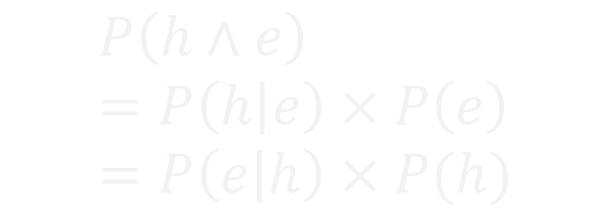 P(h ∧ e)
= P(h|e) × P(e)
= P(e|h) × P(h)